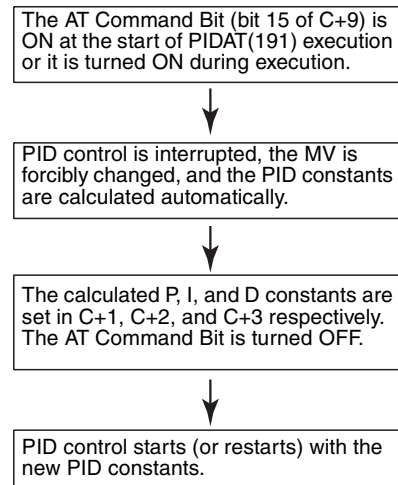 The AT Command Bit (bit 15 of C+9) is
ON at the start of PIDAT(191) execution
or it is turned ON during execution.
PID control is interrupted, the MV is
forcibly changed, and the PID constants
are calculated automatically.
The calculated P, I, and D constants are
set in C+1, C+2, and C+3 respectively.
The AT Command Bit is turned OFF.
PID control starts (or restarts) with the
new PID constants.